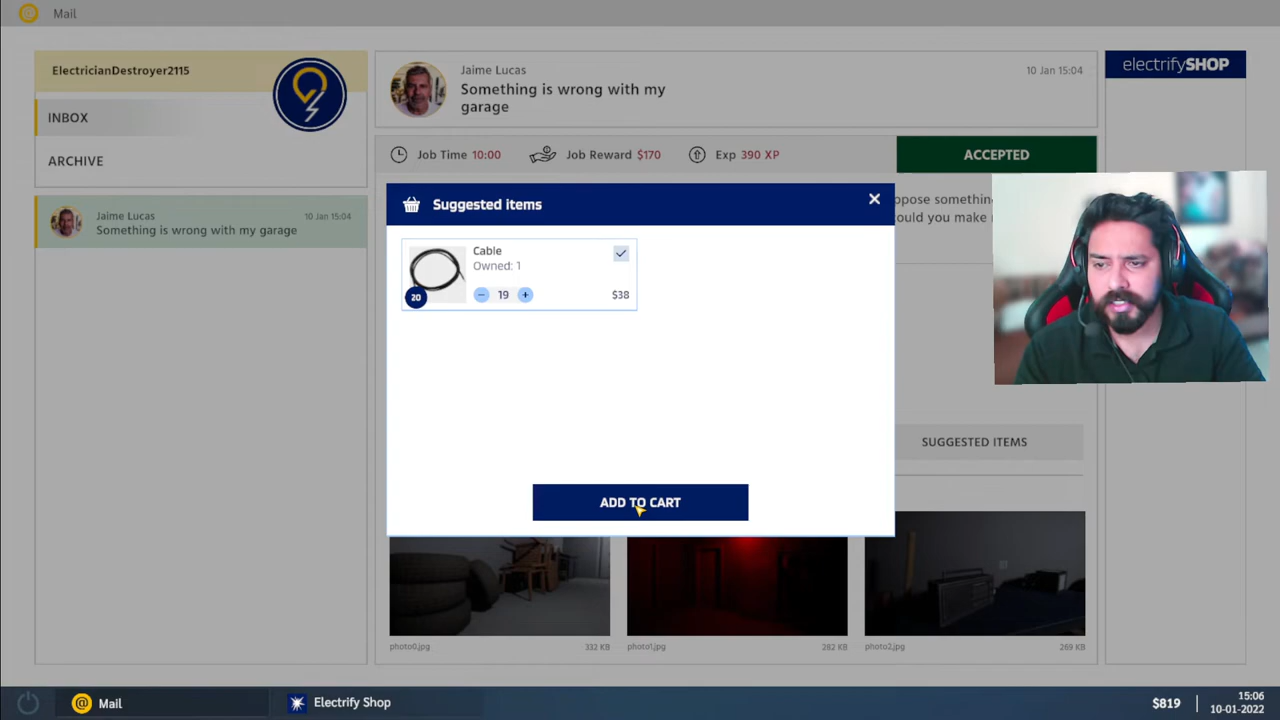 Mail
ElectricianDestroyer2115
INBOX
ARCHIVE
Jaime Lucas
10 Jan 15:04
Something is wrong with my garage
Jaime Lucas
10 Jan 15:04
Something is wrong with my
garage
Job Time 10:00
Job Reward $170
Exp 390 XP
ACCEPTED
electrifySHOP
Suggested items
Cable
Owned: 1
20
19
$38
ADD TO CART
SUGGESTED ITEMS
photo0.jpg
332 KB
photo1.jpg
282 KB
photo2.jpg
269 KB
Mail
Electrify Shop
$819
15:06
10-01-2022